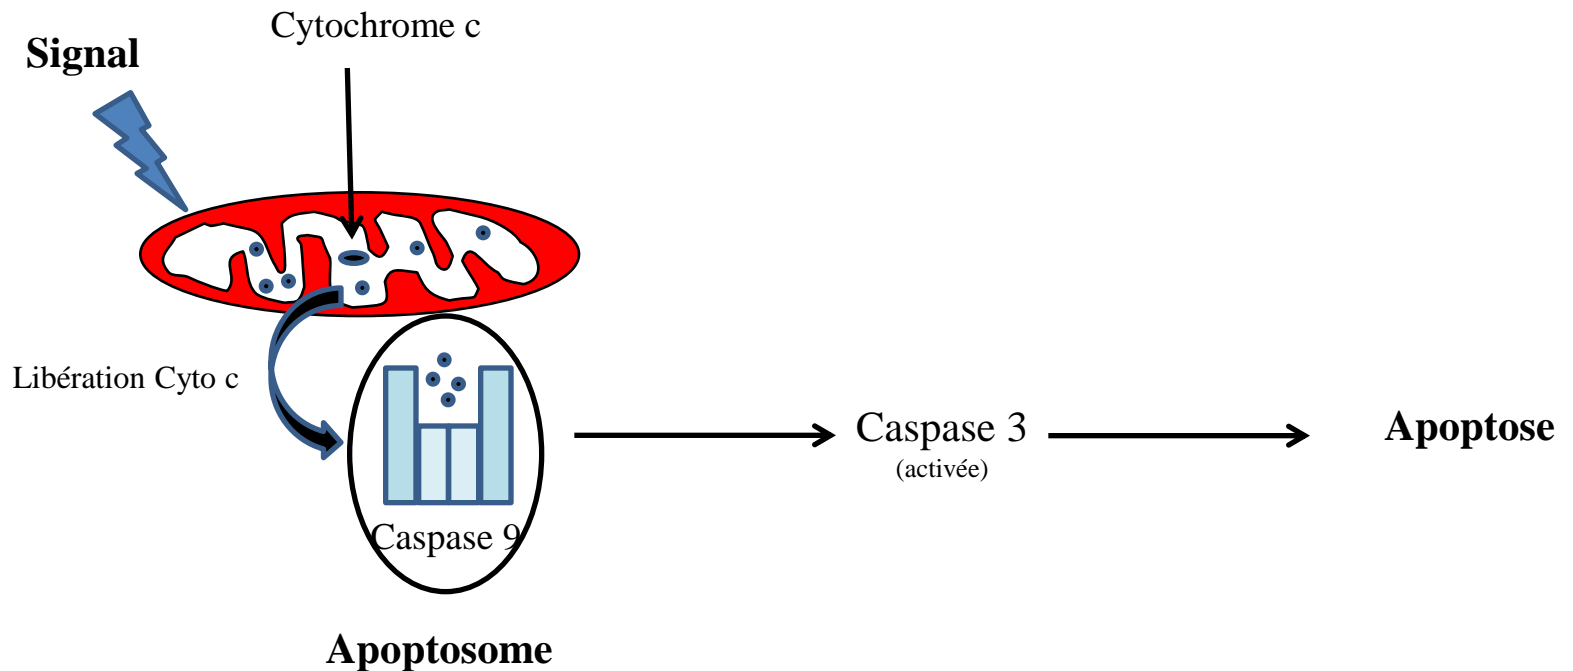 Cytochrome c
Signal
Libération Cyto c
Caspase 9
Apoptosome
Caspase 3
(activée)
Apoptose